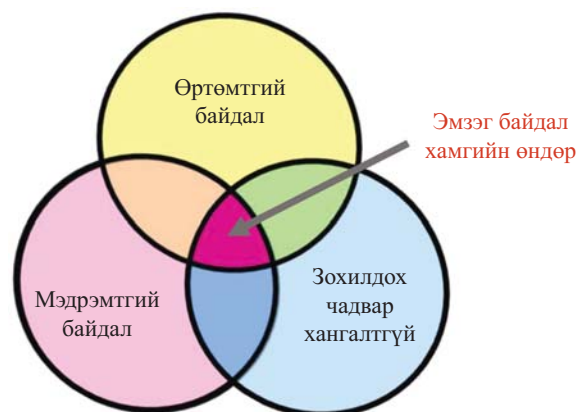 Өртөмтгий
байдал
Эмзэг байдал
хамгийн өндөр
Мэдрэмтгий
байдал
Зохилдох
чадвар
хангалтгүй